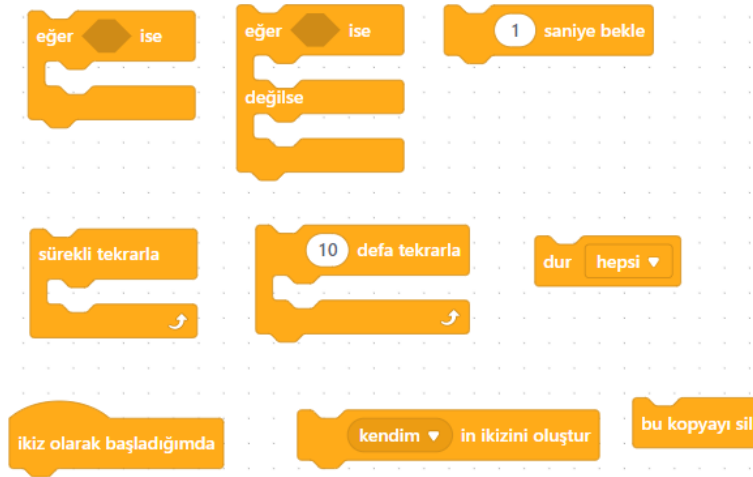 eğer ise
eğer ise
değilse
1 saniye bekle
sürekli tekrarla
10 defa tekrarla
dur hepsi
ikiz olarak başladığımda
kendim in ikizini oluştur
bu kopyayı sil